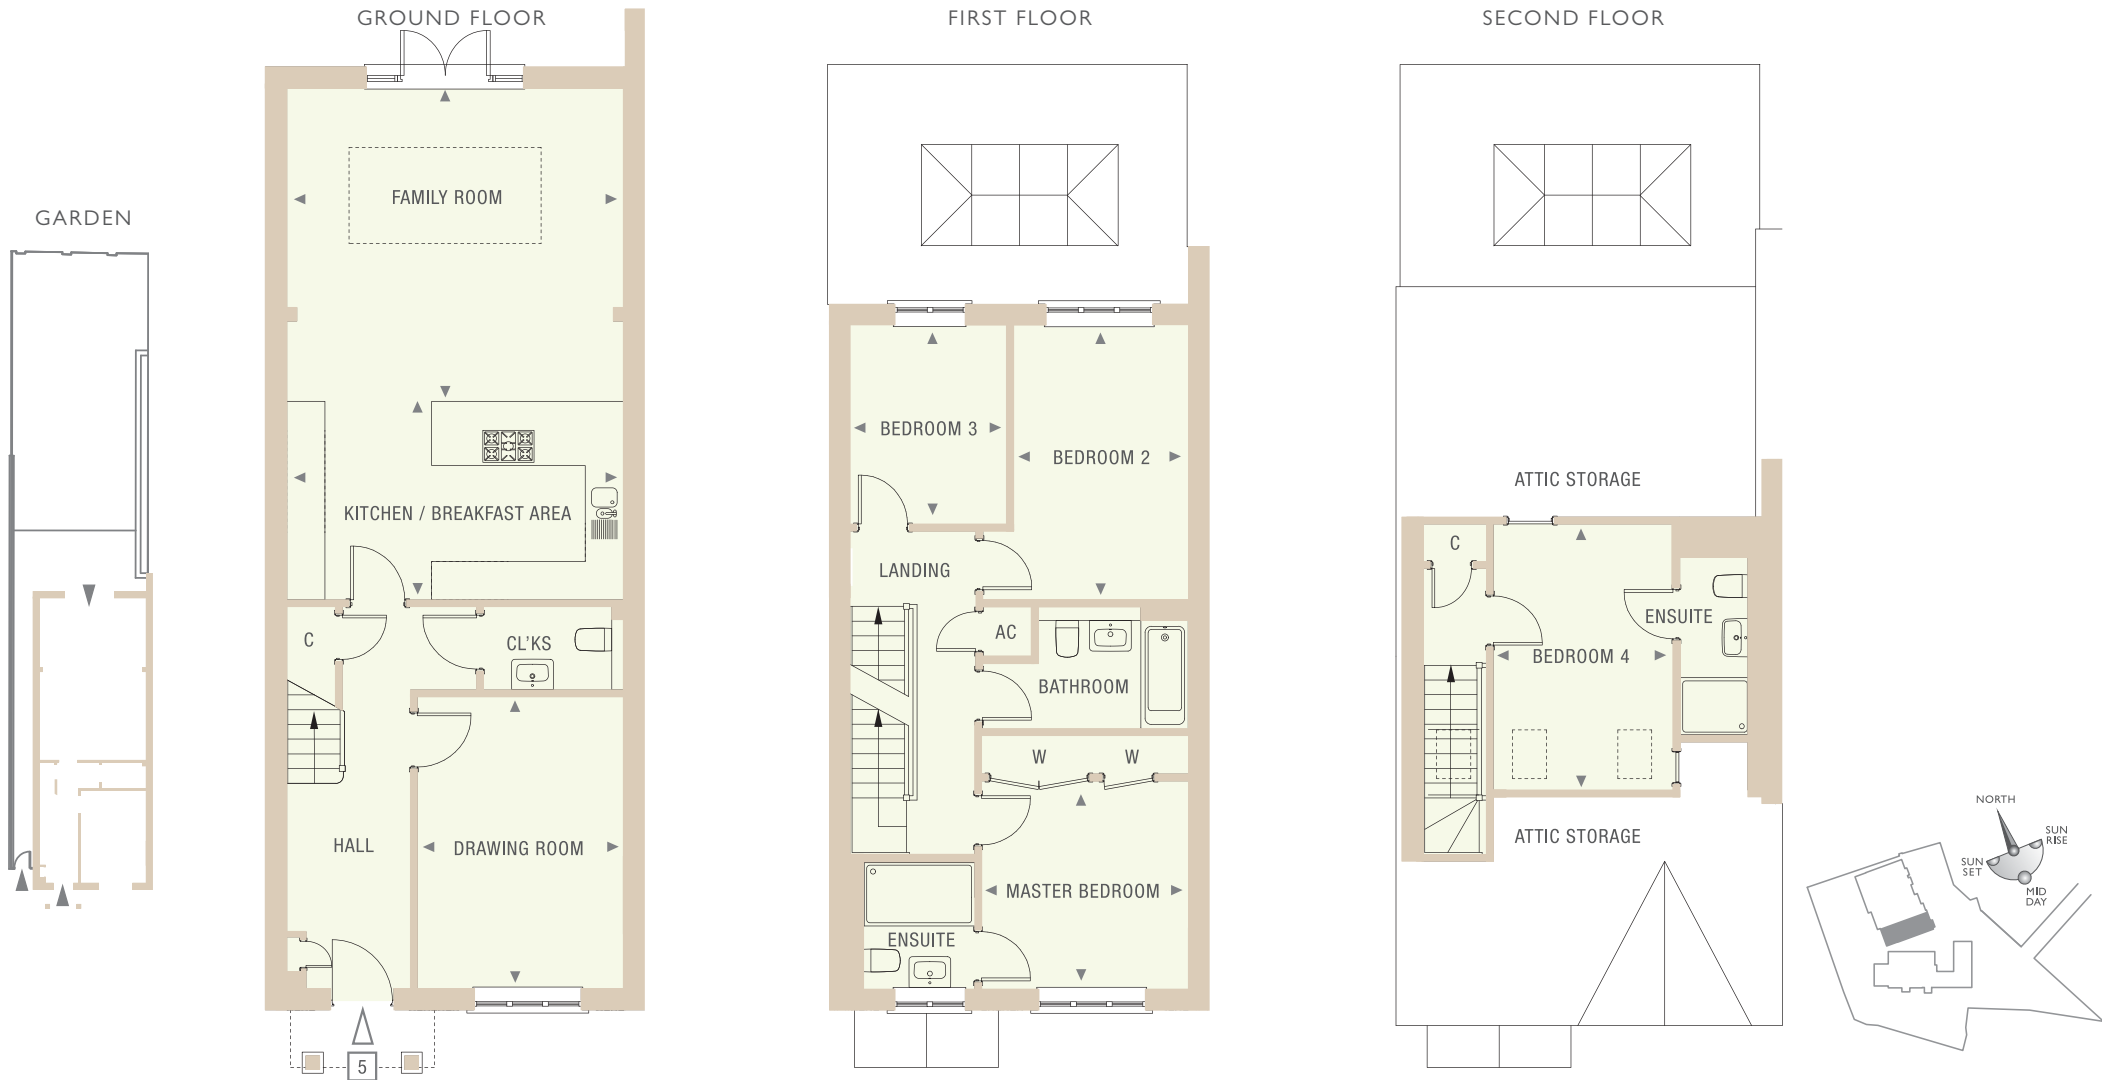 GROUND FLOOR
FIRST FLOOR
SECOND FLOOR
GARDEN
FAMILY ROOM
KITCHEN / BREAKFAST AREA
C
CL'KS
HALL
DRAWING ROOM
5
BEDROOM 3
BEDROOM 2
LANDING
AC
BATHROOM
W
W
MASTER BEDROOM
ENSUITE
ATTIC STORAGE
C
ENSUITE
BEDROOM 4
ATTIC STORAGE
NORTH
SUN
RISE
SUN
SET
MID
DAY